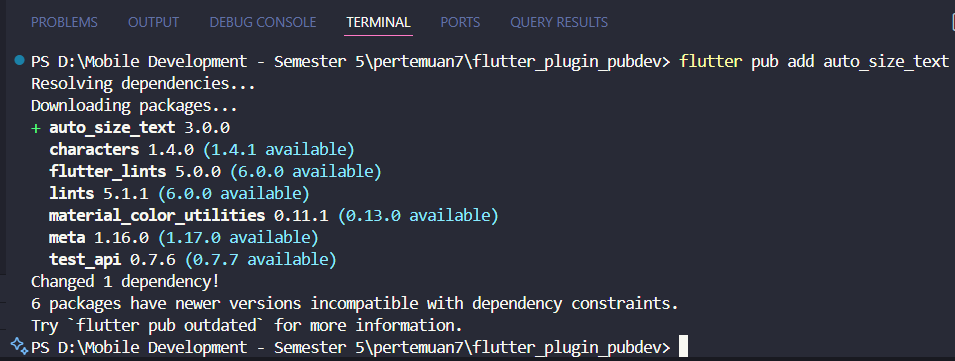 PROBLEMS OUTPUT DEBUG CONSOLE TERMINAL PORTS QUERY RESULTS
PS D:\Mobile Development - Semester 5\pertemuan7\flutter_plugin_pubdev> flutter pub add auto_size_text
Resolving dependencies...
Downloading packages...
+ auto_size_text 3.0.0
characters 1.4.0 (1.4.1 available)
flutter_lints 5.0.0 (6.0.0 available)
lints 5.1.1 (6.0.0 available)
material_color_utilities 0.11.1 (0.13.0 available)
meta 1.16.0 (1.17.0 available)
test_api 0.7.6 (0.7.7 available)
Changed 1 dependency!
6 packages have newer versions incompatible with dependency constraints.
Try `flutter pub outdated` for more information.
PS D:\Mobile Development - Semester 5\pertemuan7\flutter_plugin_pubdev>